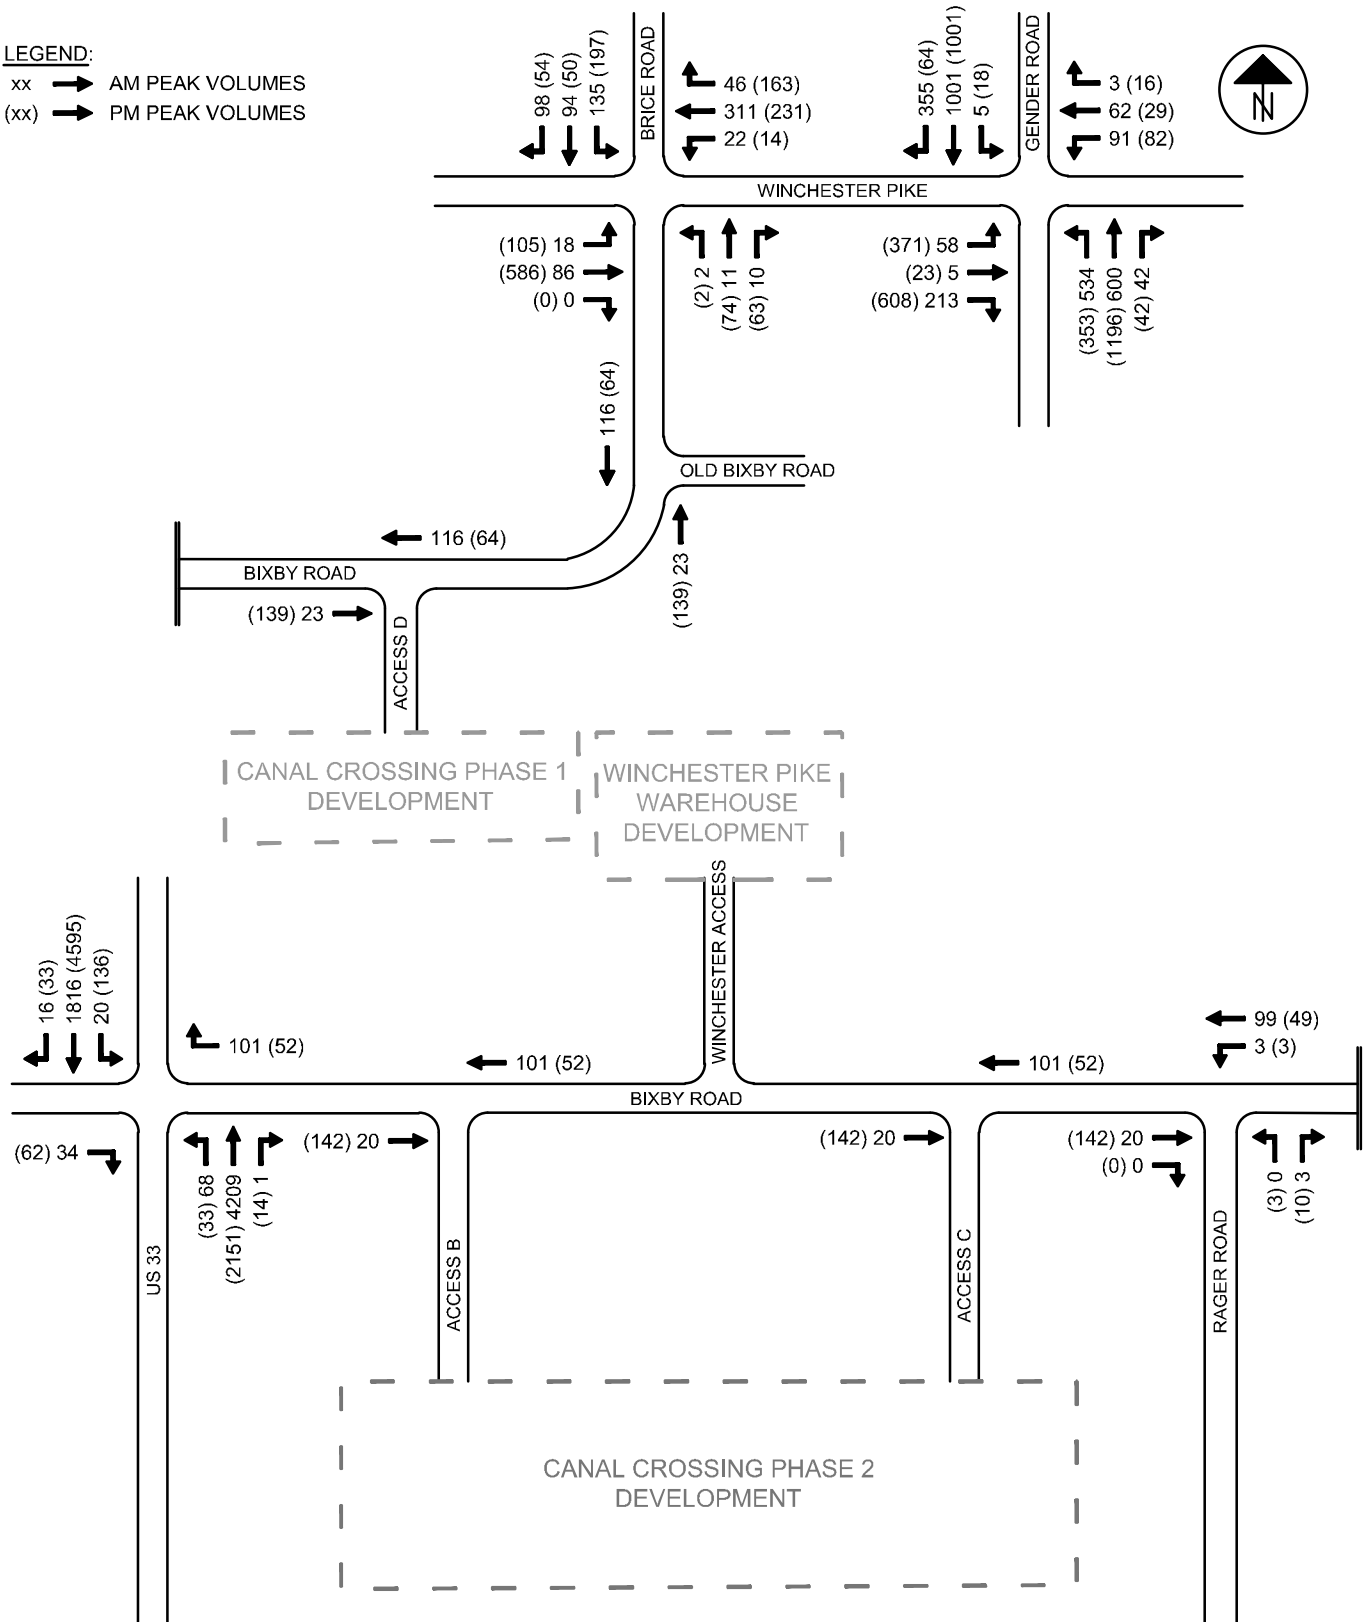 LEGEND:
xx AM PEAK VOLUMES
(xx) PM PEAK VOLUMES
98 (54)
94 (50)
135 (197)
BRICE ROAD
46 (163)
311 (231)
22 (14)
355 (64)
1001 (1001)
5 (18)
GENDER ROAD
3 (16)
62 (29)
91 (82)
N
WINCHESTER PIKE
(105) 18
(586) 86
(0) 0
(2) 2
(74) 11
(63) 10
(371) 58
(23) 5
(608) 213
(353) 534
(1196) 600
(42) 42
116 (64)
OLD BIXBY ROAD
116 (64)
BIXBY ROAD
(139) 23
(139) 23
ACCESS D
CANAL CROSSING PHASE 1
DEVELOPMENT
WINCHESTER PIKE
WAREHOUSE
DEVELOPMENT
WINCHESTER ACCESS
16 (33)
1816 (4595)
20 (136)
101 (52)
101 (52)
101 (52)
99 (49)
3 (3)
BIXBY ROAD
(62) 34
(33) 68
(2151) 4209
(14) 1
(142) 20
(142) 20
(142) 20
(0) 0
(3) 0
(10) 3
US 33
ACCESS B
ACCESS C
RAGER ROAD
CANAL CROSSING PHASE 2
DEVELOPMENT